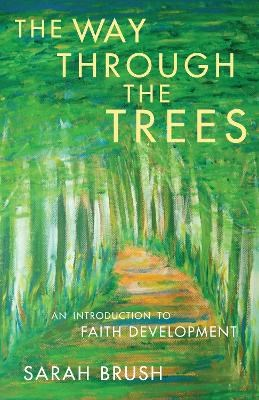 THE WAY
THROUGH
THE
TREES
AN INTRODUCTION TO
FAITH DEVELOPMENT
SARAH BRUSH